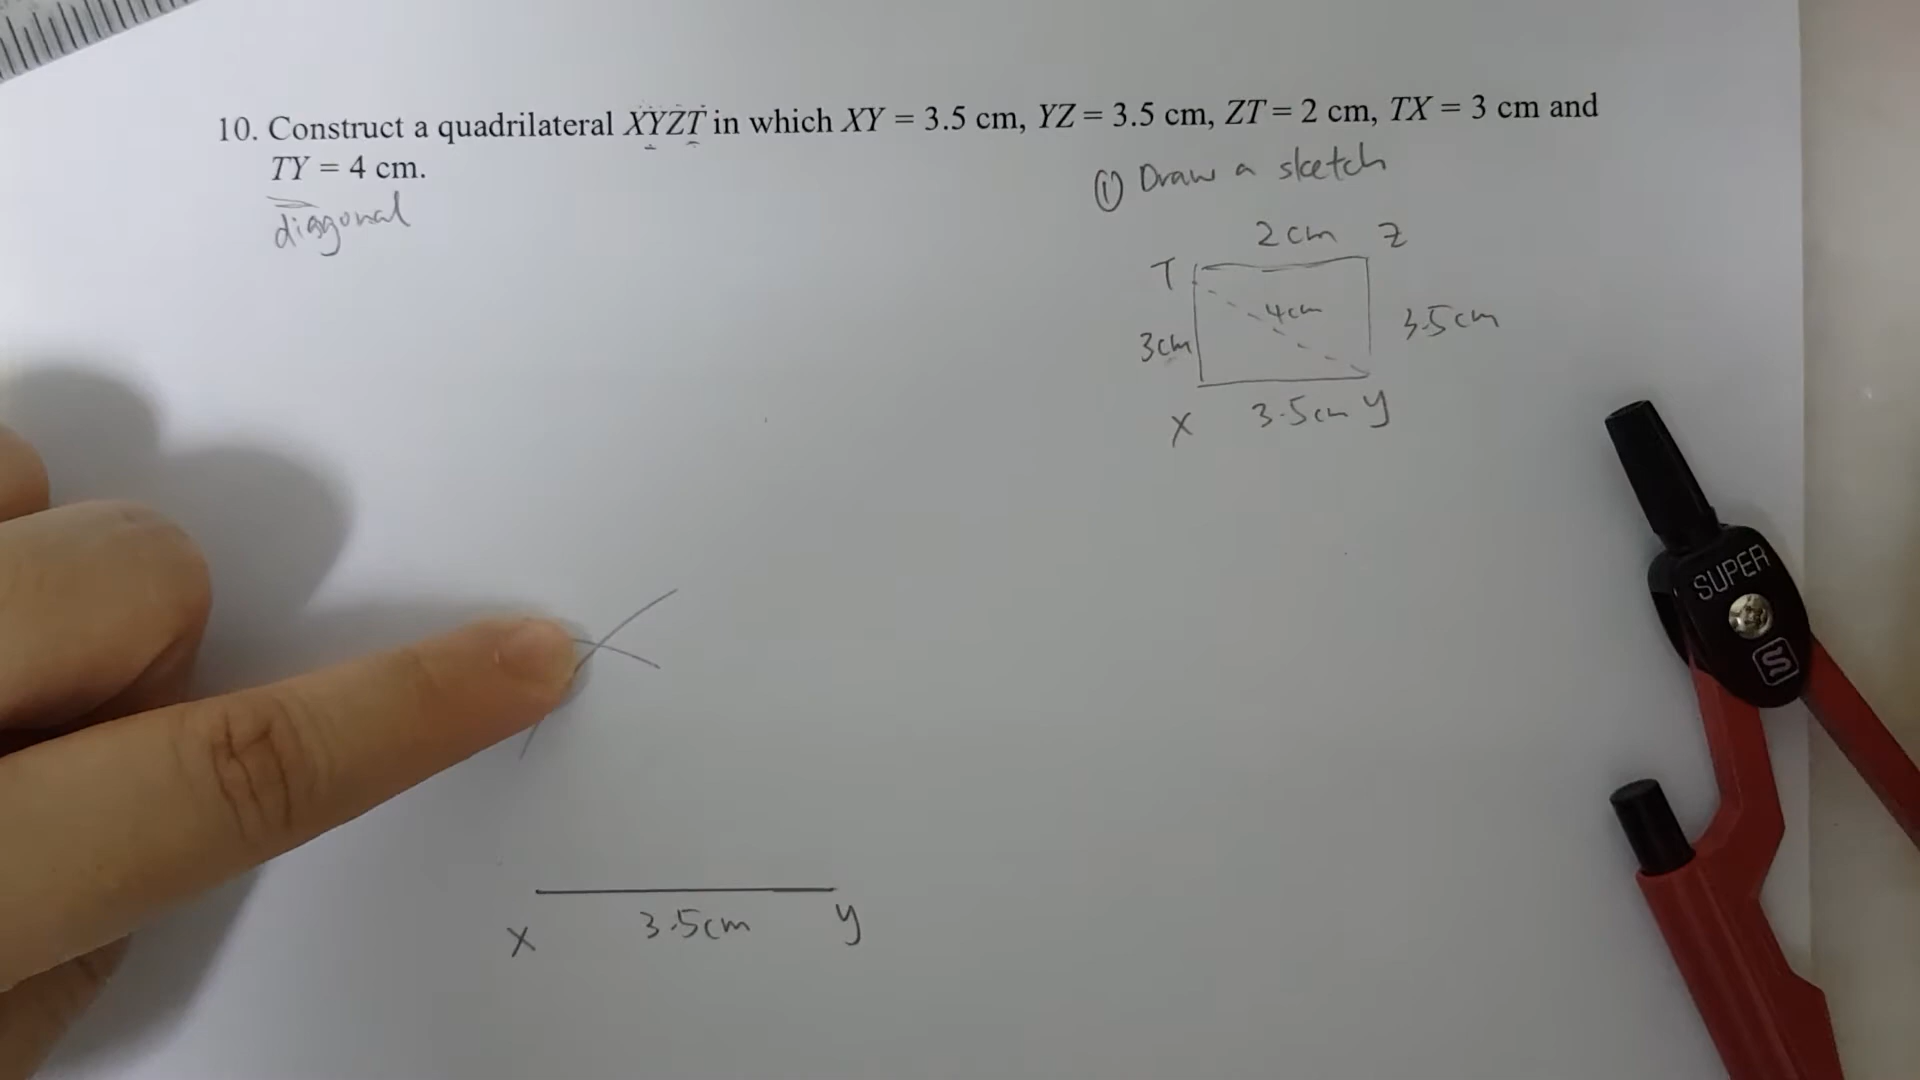 10. Construct a quadrilateral XYZT in which XY = 3.5 cm, YZ = 3.5 cm, ZT = 2 cm, TX = 3 cm and
TY = 4 cm.
diagonal
① Draw a sketch
2 cm Z
T
4cm
3cm
3.5cm
X 3.5cm Y
SUPER
X 3.5cm Y